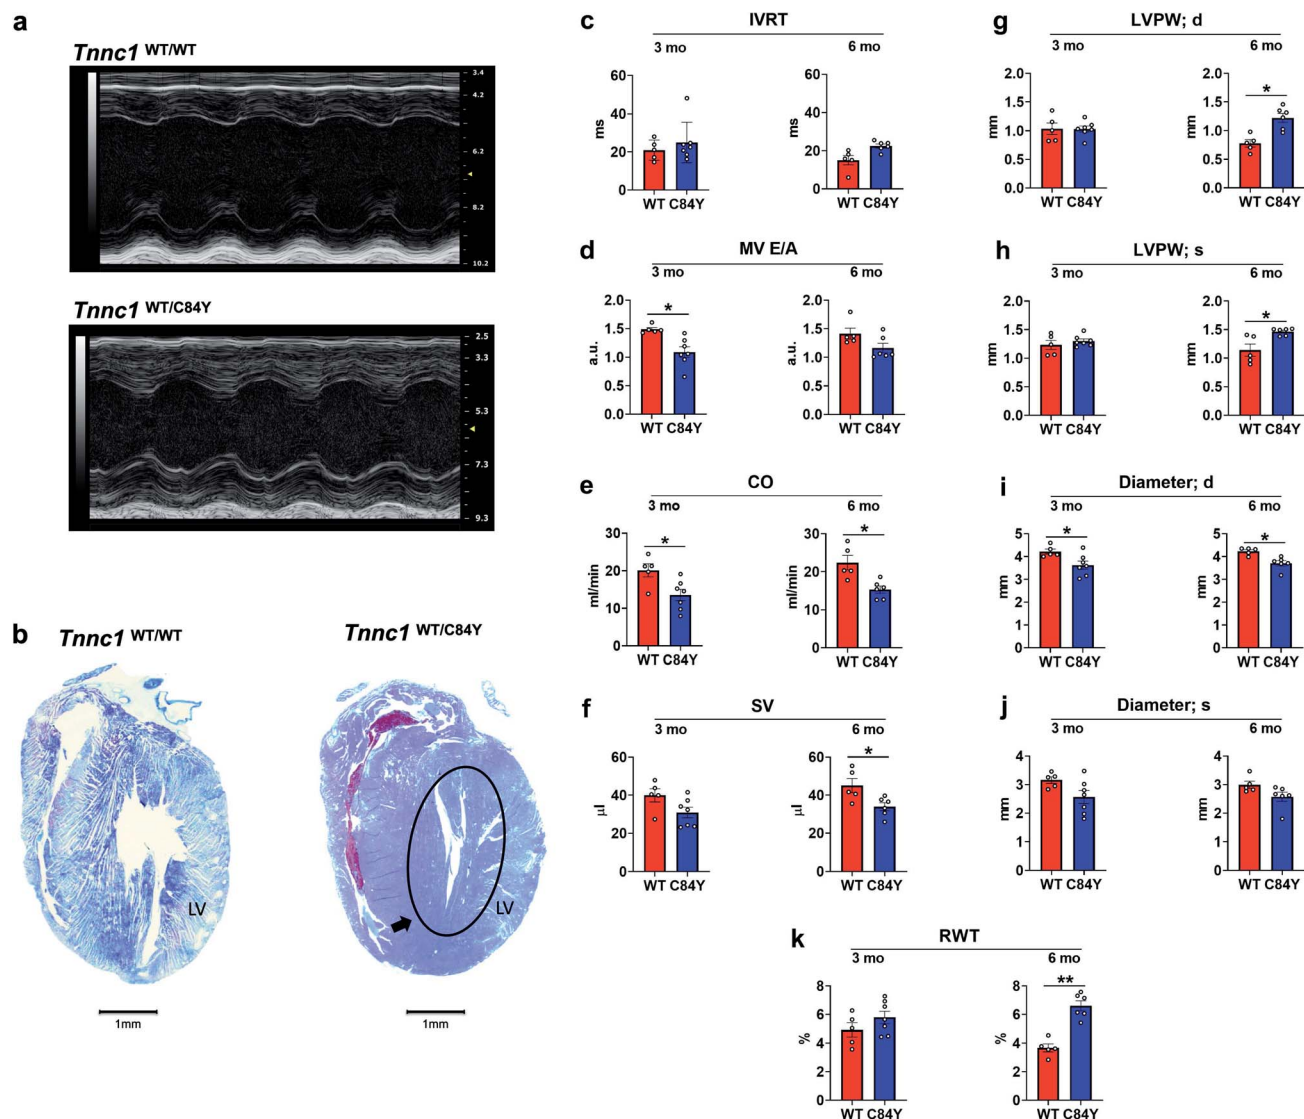 a
Tnnc1 WT/WT
3.4
4.2
6.2
8.2
10.2
Tnnc1 WT/C84Y
2.5
3.3
5.3
7.3
9.3
b
Tnnc1 WT/WT
Tnnc1 WT/C84Y
LV
LV
1mm
1mm
c
IVRT
3 mo
6 mo
60
40
20
0
ms
WT C84Y
60
40
20
0
ms
WT C84Y
d
MV E/A
3 mo
6 mo
2.0
1.5
1.0
1.5
0.0
a.u.
*
WT C84Y
2.0
1.5
1.0
1.5
0.0
a.u.
WT C84Y
e
CO
3 mo
6 mo
30
20
10
0
ml/min
*
WT C84Y
30
20
10
0
ml/min
*
WT C84Y
f
SV
3 mo
6 mo
60
40
20
0
µl
WT C84Y
60
40
20
0
µl
*
WT C84Y
g
LVPW; d
3 mo
6 mo
2.0
1.5
1.0
0.5
0.0
mm
WT C84Y
2.0
1.5
1.0
0.5
0.0
mm
*
WT C84Y
h
LVPW; s
3 mo
6 mo
2.0
1.5
1.0
0.5
0.0
mm
WT C84Y
2.0
1.5
1.0
0.5
0.0
mm
*
WT C84Y
i
Diameter; d
3 mo
6 mo
5
4
4
2
1
0
mm
*
WT C84Y
5
4
4
2
1
0
mm
*
WT C84Y
j
Diameter; s
3 mo
6 mo
4
3
2
1
0
mm
WT C84Y
4
3
2
1
0
mm
WT C84Y
k
RWT
3 mo
6 mo
8
6
4
2
0
%
WT C84Y
8
6
4
2
0
%
**
WT C84Y